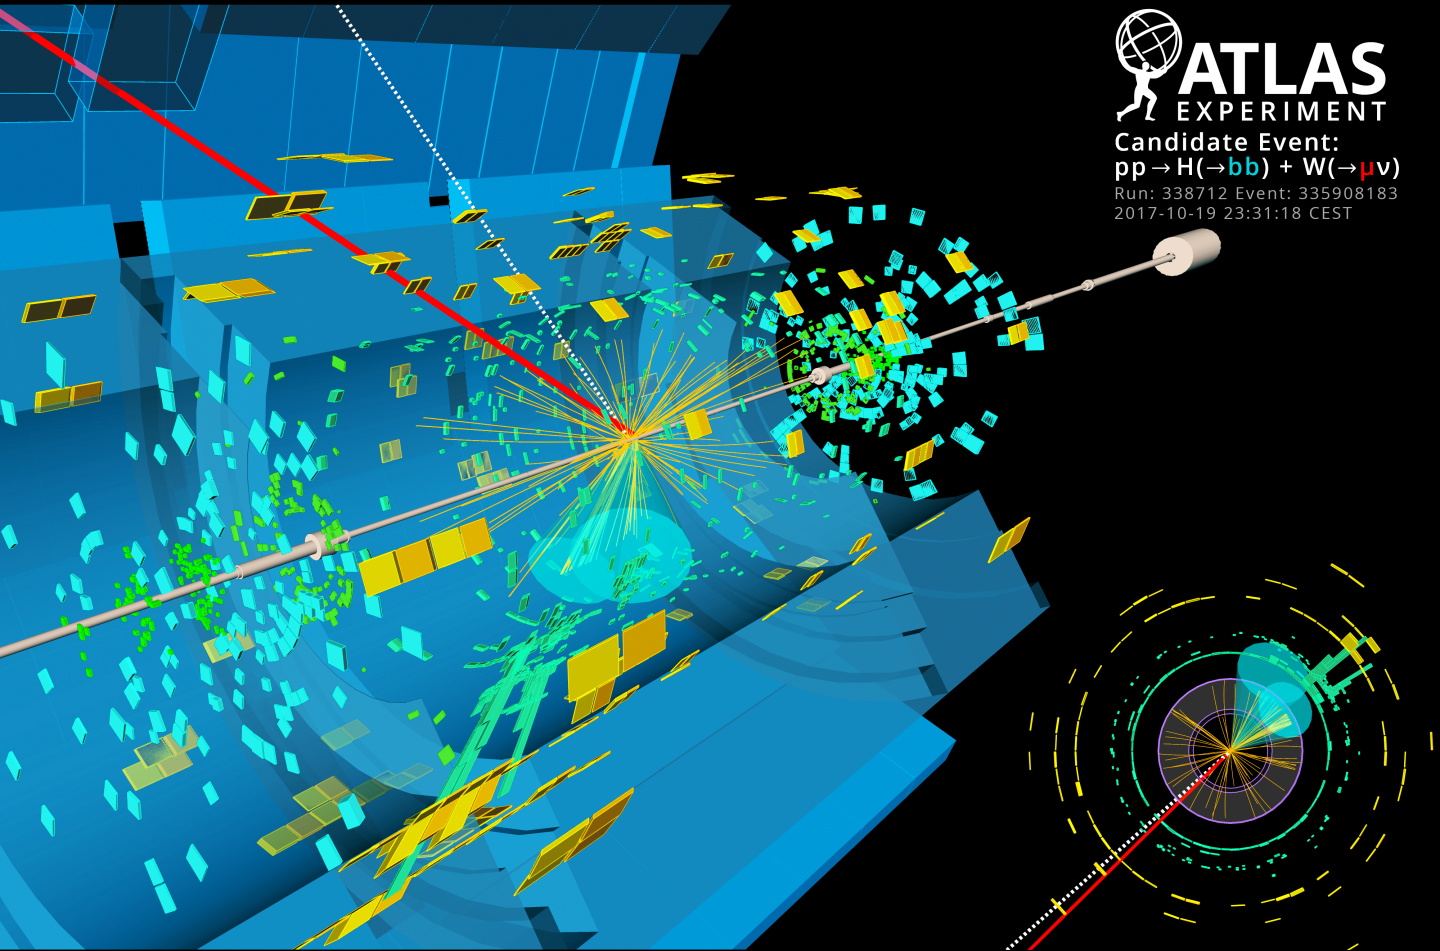 ATLAS
EXPERIMENT
Candidate Event:
pp→H(→bb) + W(→μν)
Run: 338712 Event: 335908183
2017-10-19 23:31:18 CEST